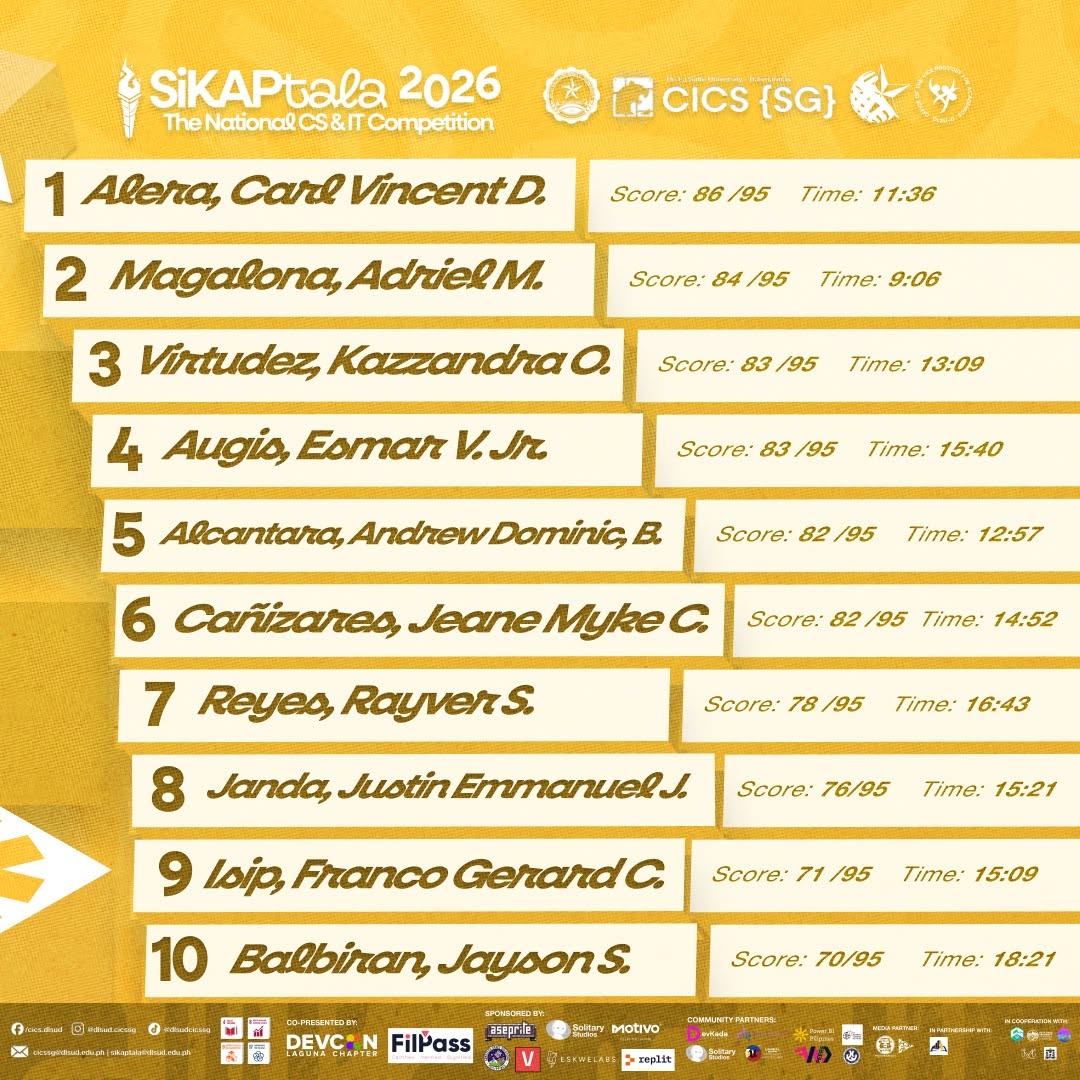 SiKAPtala 2026
The National CS & IT Competition
CICS {SG}
1 Alera, Carl Vincent D. Score: 86 /95 Time: 11:36
2 Magalona, Adriel M. Score: 84 /95 Time: 9:06
3 Virtudez, Kazzandra O. Score: 83 /95 Time: 13:09
4 Augis, Esmar V. Jr. Score: 83 /95 Time: 15:40
5 Alcantara, Andrew Dominic, B. Score: 82 /95 Time: 12:57
6 Cañizares, Jeane Myke C. Score: 82 /95 Time: 14:52
7 Reyes, Rayver S. Score: 78 /95 Time: 16:43
8 Janda, Justin Emmanuel J. Score: 76/95 Time: 15:21
9 Isip, Franco Gerard C. Score: 71 /95 Time: 15:09
10 Balbiran, Jayson S. Score: 70/95 Time: 18:21
/cics.dlsud @dlsud.cicssg @dlsudcicssg
cicssg@dlsud.edu.ph | sikaptala@dlsud.edu.ph
CO-PRESENTED BY:
DEVCON
LAGUNA CHAPTER
FilPass
SPONSORED BY:
aseprite
Solitary Studios
MOTIVO
V
ESKWELABS
replit
COMMUNITY PARTNERS:
DevKada
Solitary Studios
Power BI Pilipinas
MEDIA PARTNER:
IN PARTNERSHIP WITH:
IN COOPERATION WITH: